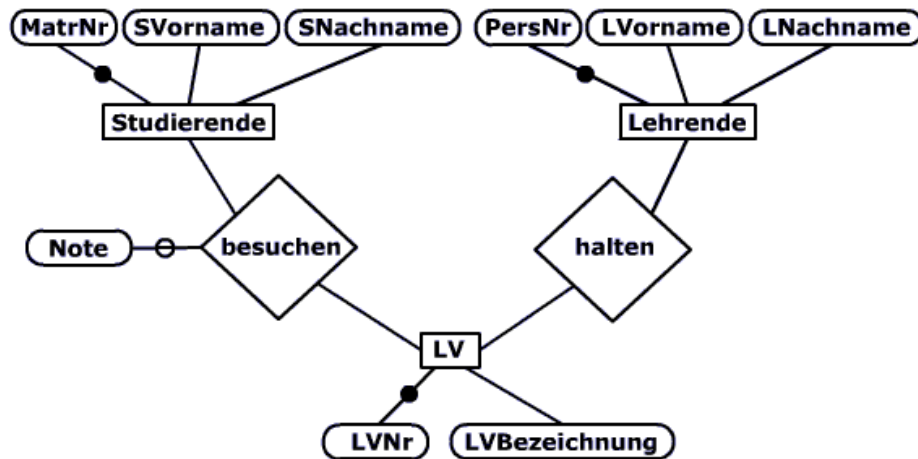 MatrNr SVorname SNachname PersNr LVorname LNachname
Studierende Lehrende
Note besuchen halten
LV
LVNr LVBezeichnung